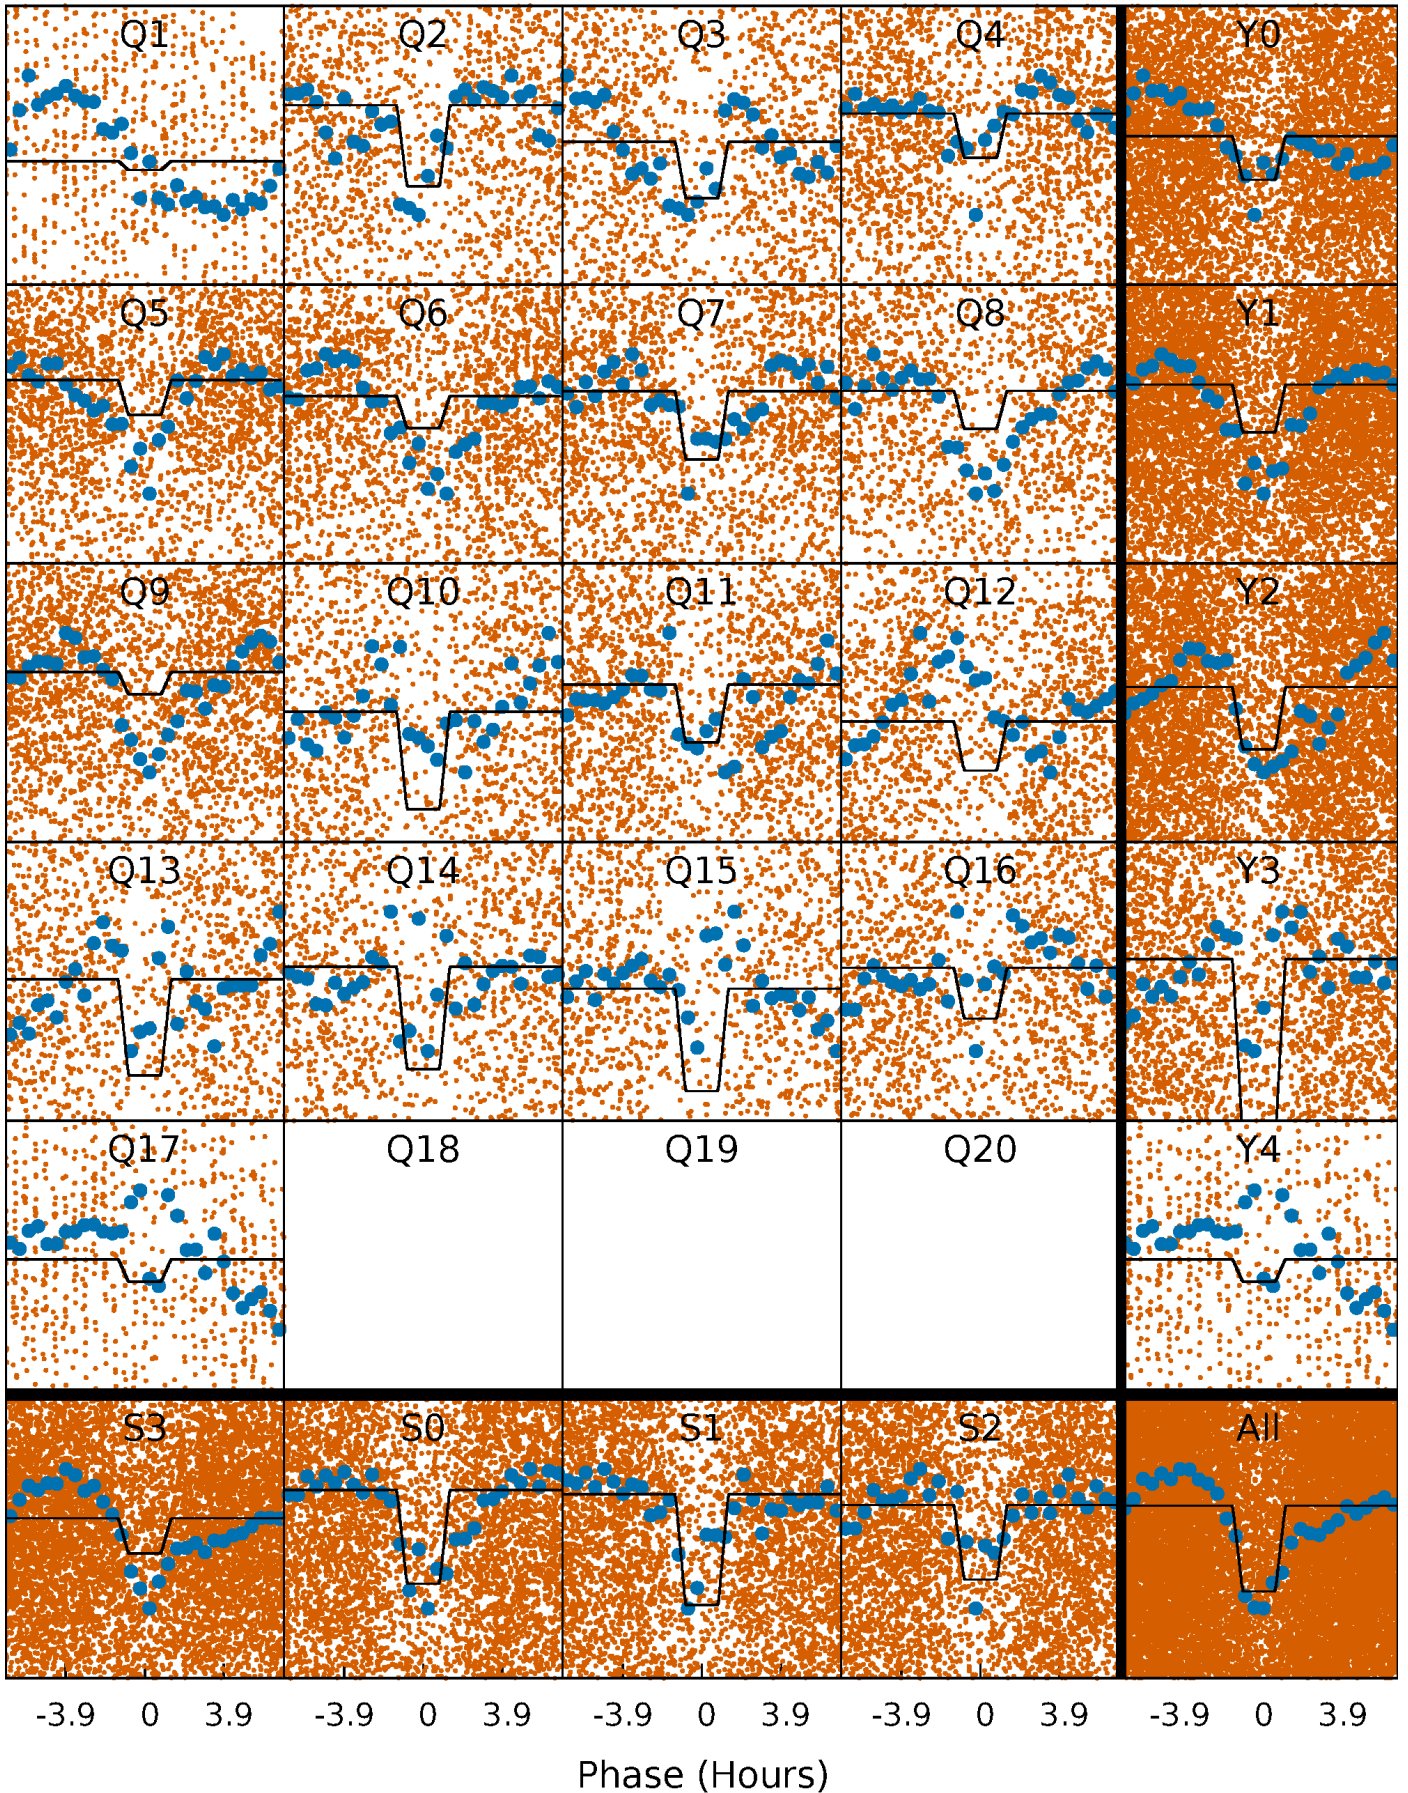 Q1 Q2 Q3 Q4 Y0
Q5 Q6 Q7 Q8 Y1
Q9 Q10 Q11 Q12 Y2
Q13 Q14 Q15 Q16 Y3
Q17 Q18 Q19 Q20 Y4
S3 S0 S1 S2 All
-3.9 0 3.9 -3.9 0 3.9 -3.9 0 3.9 -3.9 0 3.9 -3.9 0 3.9
Phase (Hours)